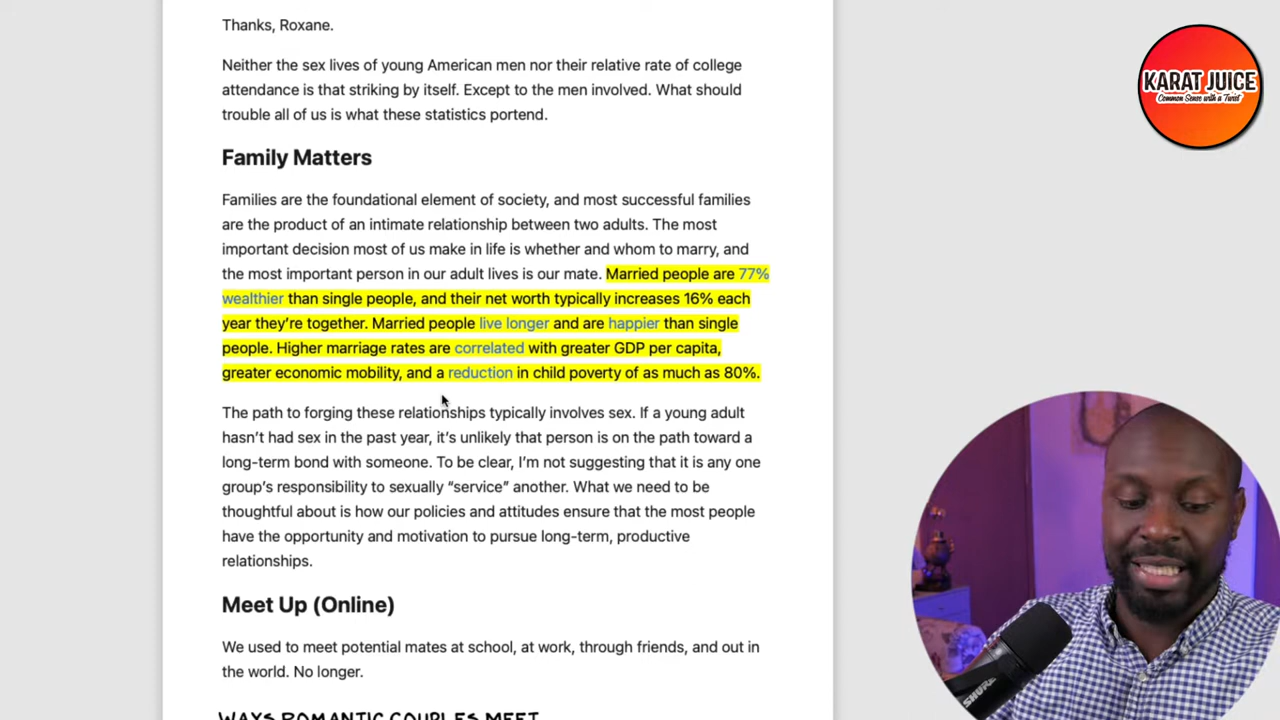 Thanks, Roxane.
Neither the sex lives of young American men nor their relative rate of college
attendance is that striking by itself. Except to the men involved. What should
trouble all of us is what these statistics portend.
Family Matters
Families are the foundational element of society, and most successful families
are the product of an intimate relationship between two adults. The most
important decision most of us make in life is whether and whom to marry, and
the most important person in our adult lives is our mate. Married people are 77%
wealthier than single people, and their net worth typically increases 16% each
year they’re together. Married people live longer and are happier than single
people. Higher marriage rates are correlated with greater GDP per capita,
greater economic mobility, and a reduction in child poverty of as much as 80%.
The path to forging these relationships typically involves sex. If a young adult
hasn’t had sex in the past year, it’s unlikely that person is on the path toward a
long-term bond with someone. To be clear, I’m not suggesting that it is any one
group’s responsibility to sexually “service” another. What we need to be
thoughtful about is how our policies and attitudes ensure that the most people
have the opportunity and motivation to pursue long-term, productive
relationships.
Meet Up (Online)
We used to meet potential mates at school, at work, through friends, and out in
the world. No longer.
WAYS ROMANTIC COUPLES MEET
KARAT JUICE
Common Sense with a Twist
SHURE